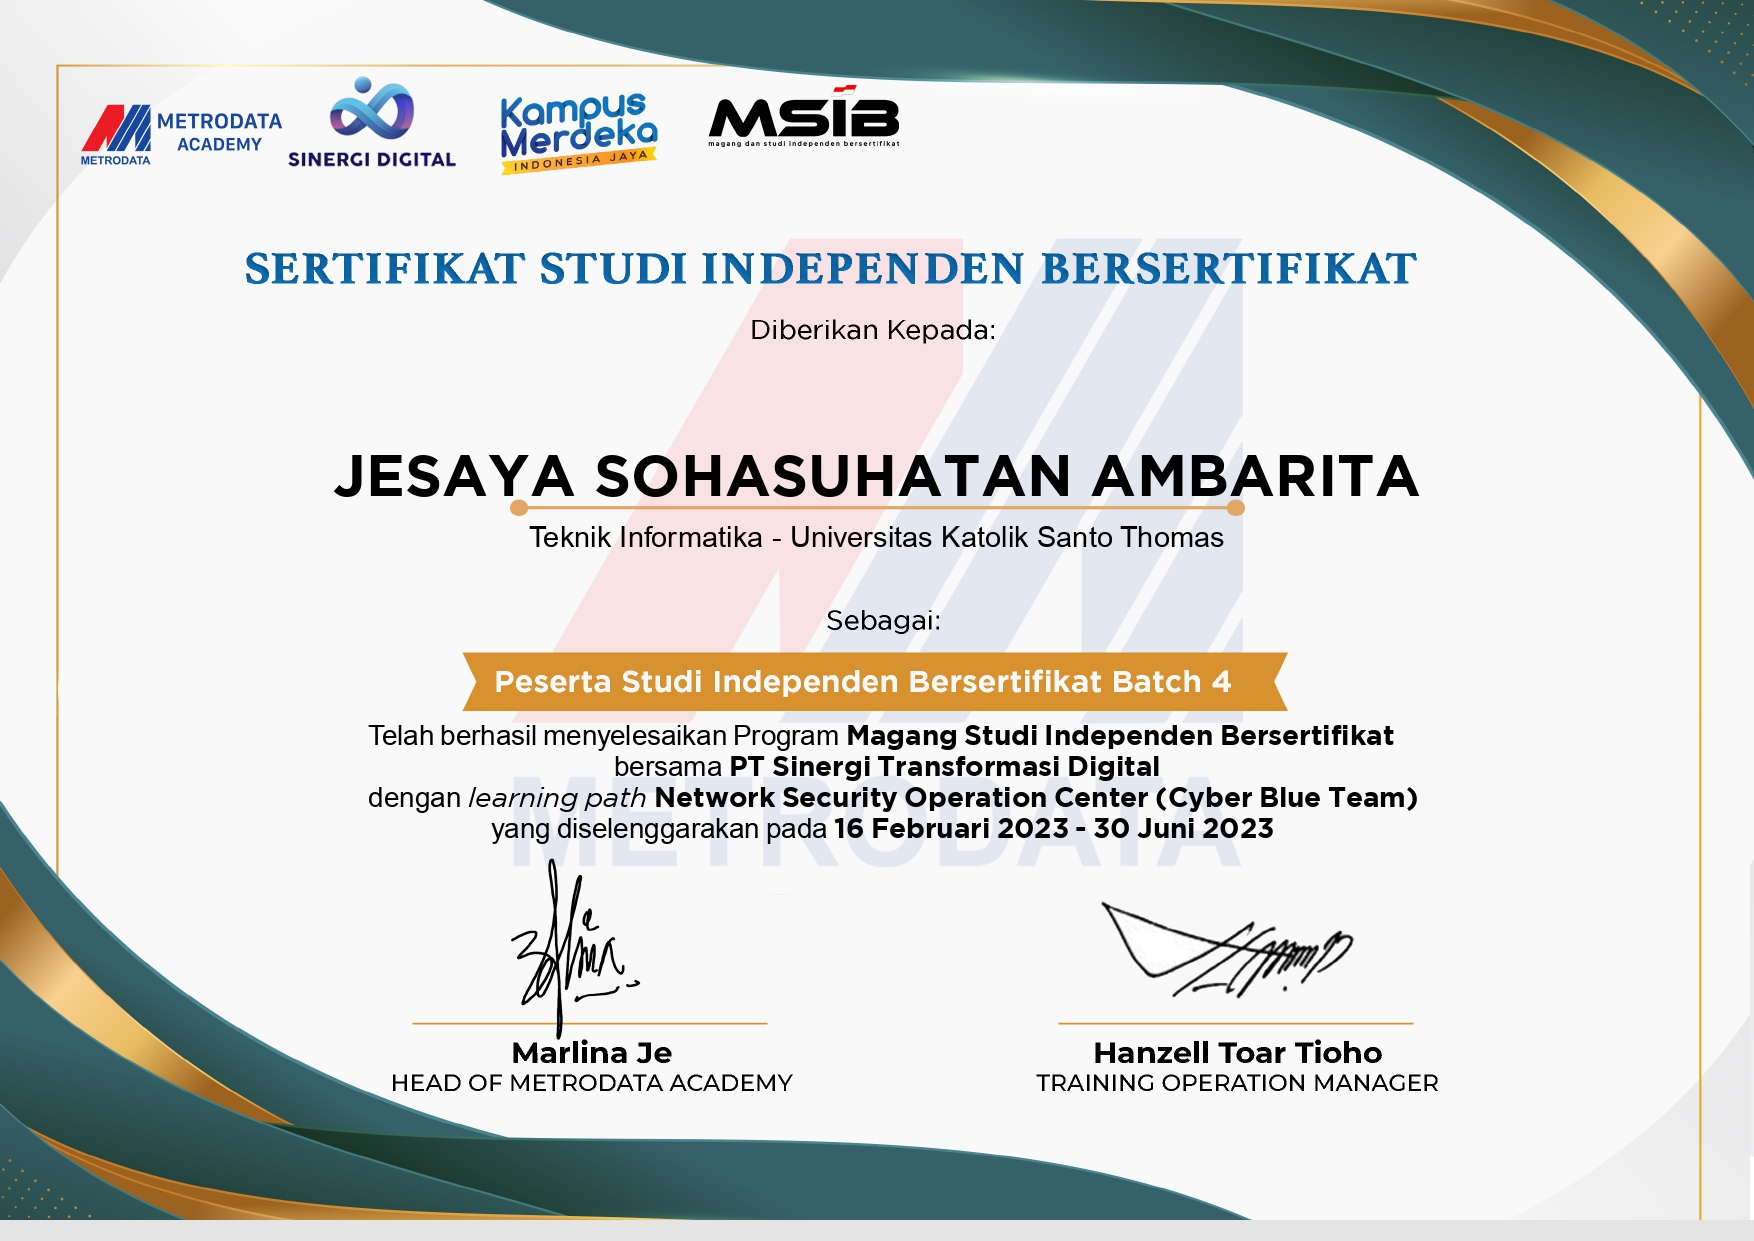 METRODATA
METRODATA
ACADEMY
SINERGI DIGITAL
Kampus
Merdeka
INDONESIA JAYA
MSIB
magang dan studi independen bersertifikat
SERTIFIKAT STUDI INDEPENDEN BERSERTIFIKAT
Diberikan Kepada:
JESAYA SOHASUHATAN AMBARITA
Teknik Informatika - Universitas Katolik Santo Thomas
Sebagai:
Peserta Studi Independen Bersertifikat Batch 4
Telah berhasil menyelesaikan Program Magang Studi Independen Bersertifikat
bersama PT Sinergi Transformasi Digital
dengan learning path Network Security Operation Center (Cyber Blue Team)
yang diselenggarakan pada 16 Februari 2023 - 30 Juni 2023
METRODATA
Marlina Je
HEAD OF METRODATA ACADEMY
Hanzell Toar Tioho
TRAINING OPERATION MANAGER